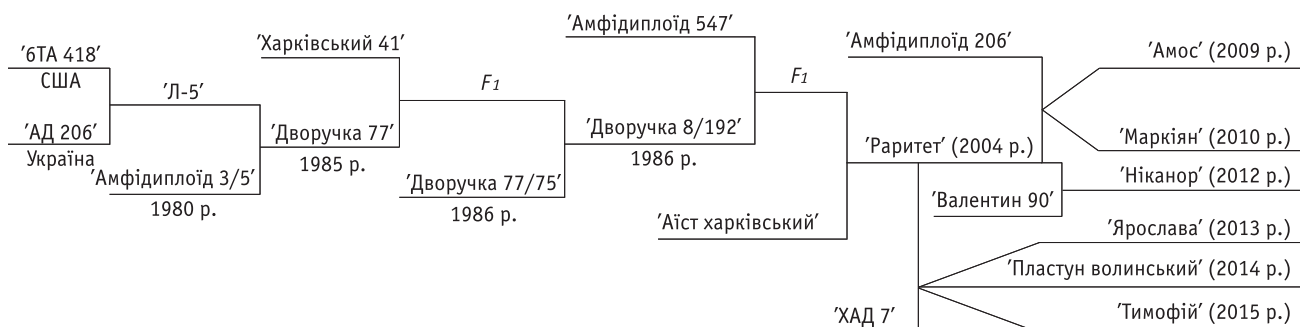 '6ТА 418'
США
'АД 206'
Україна
'Л-5'
'Амфідиплоїд 3/5'
1980 р.
'Харківський 41'
'Дворучка 77'
1985 р.
F1
'Дворучка 77/75'
1986 р.
'Амфідиплоїд 547'
'Дворучка 8/192'
1986 р.
F1
'Аїст харківський'
'Амфідиплоїд 206'
'Раритет' (2004 р.)
'Валентин 90'
'ХАД 7'
'Амос' (2009 р.)
'Маркіян' (2010 р.)
'Ніканор' (2012 р.)
'Ярослава' (2013 р.)
'Пластун волинський' (2014 р.)
'Тимофій' (2015 р.)